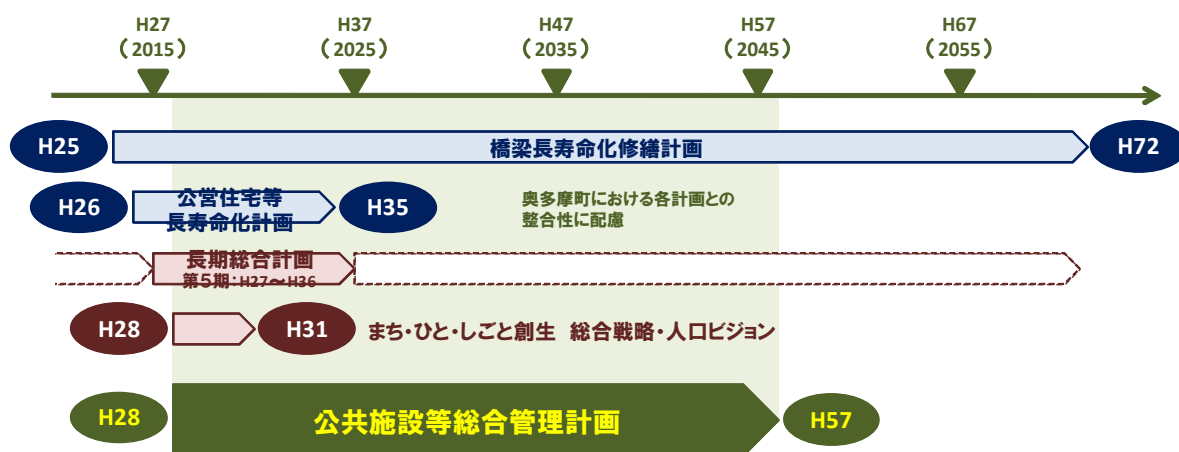 H27
（2015）
H37
（2025）
H47
（2035）
H57
（2045）
H67
（2055）
H25
橋梁長寿命化修繕計画
H72
H26
公営住宅等
長寿命化計画
H35
奥多摩町における各計画との
整合性に配慮
長期総合計画
第5期：H27～H36
H28
H31
まち・ひと・しごと創生　総合戦略・人口ビジョン
H28
公共施設等総合管理計画
H57